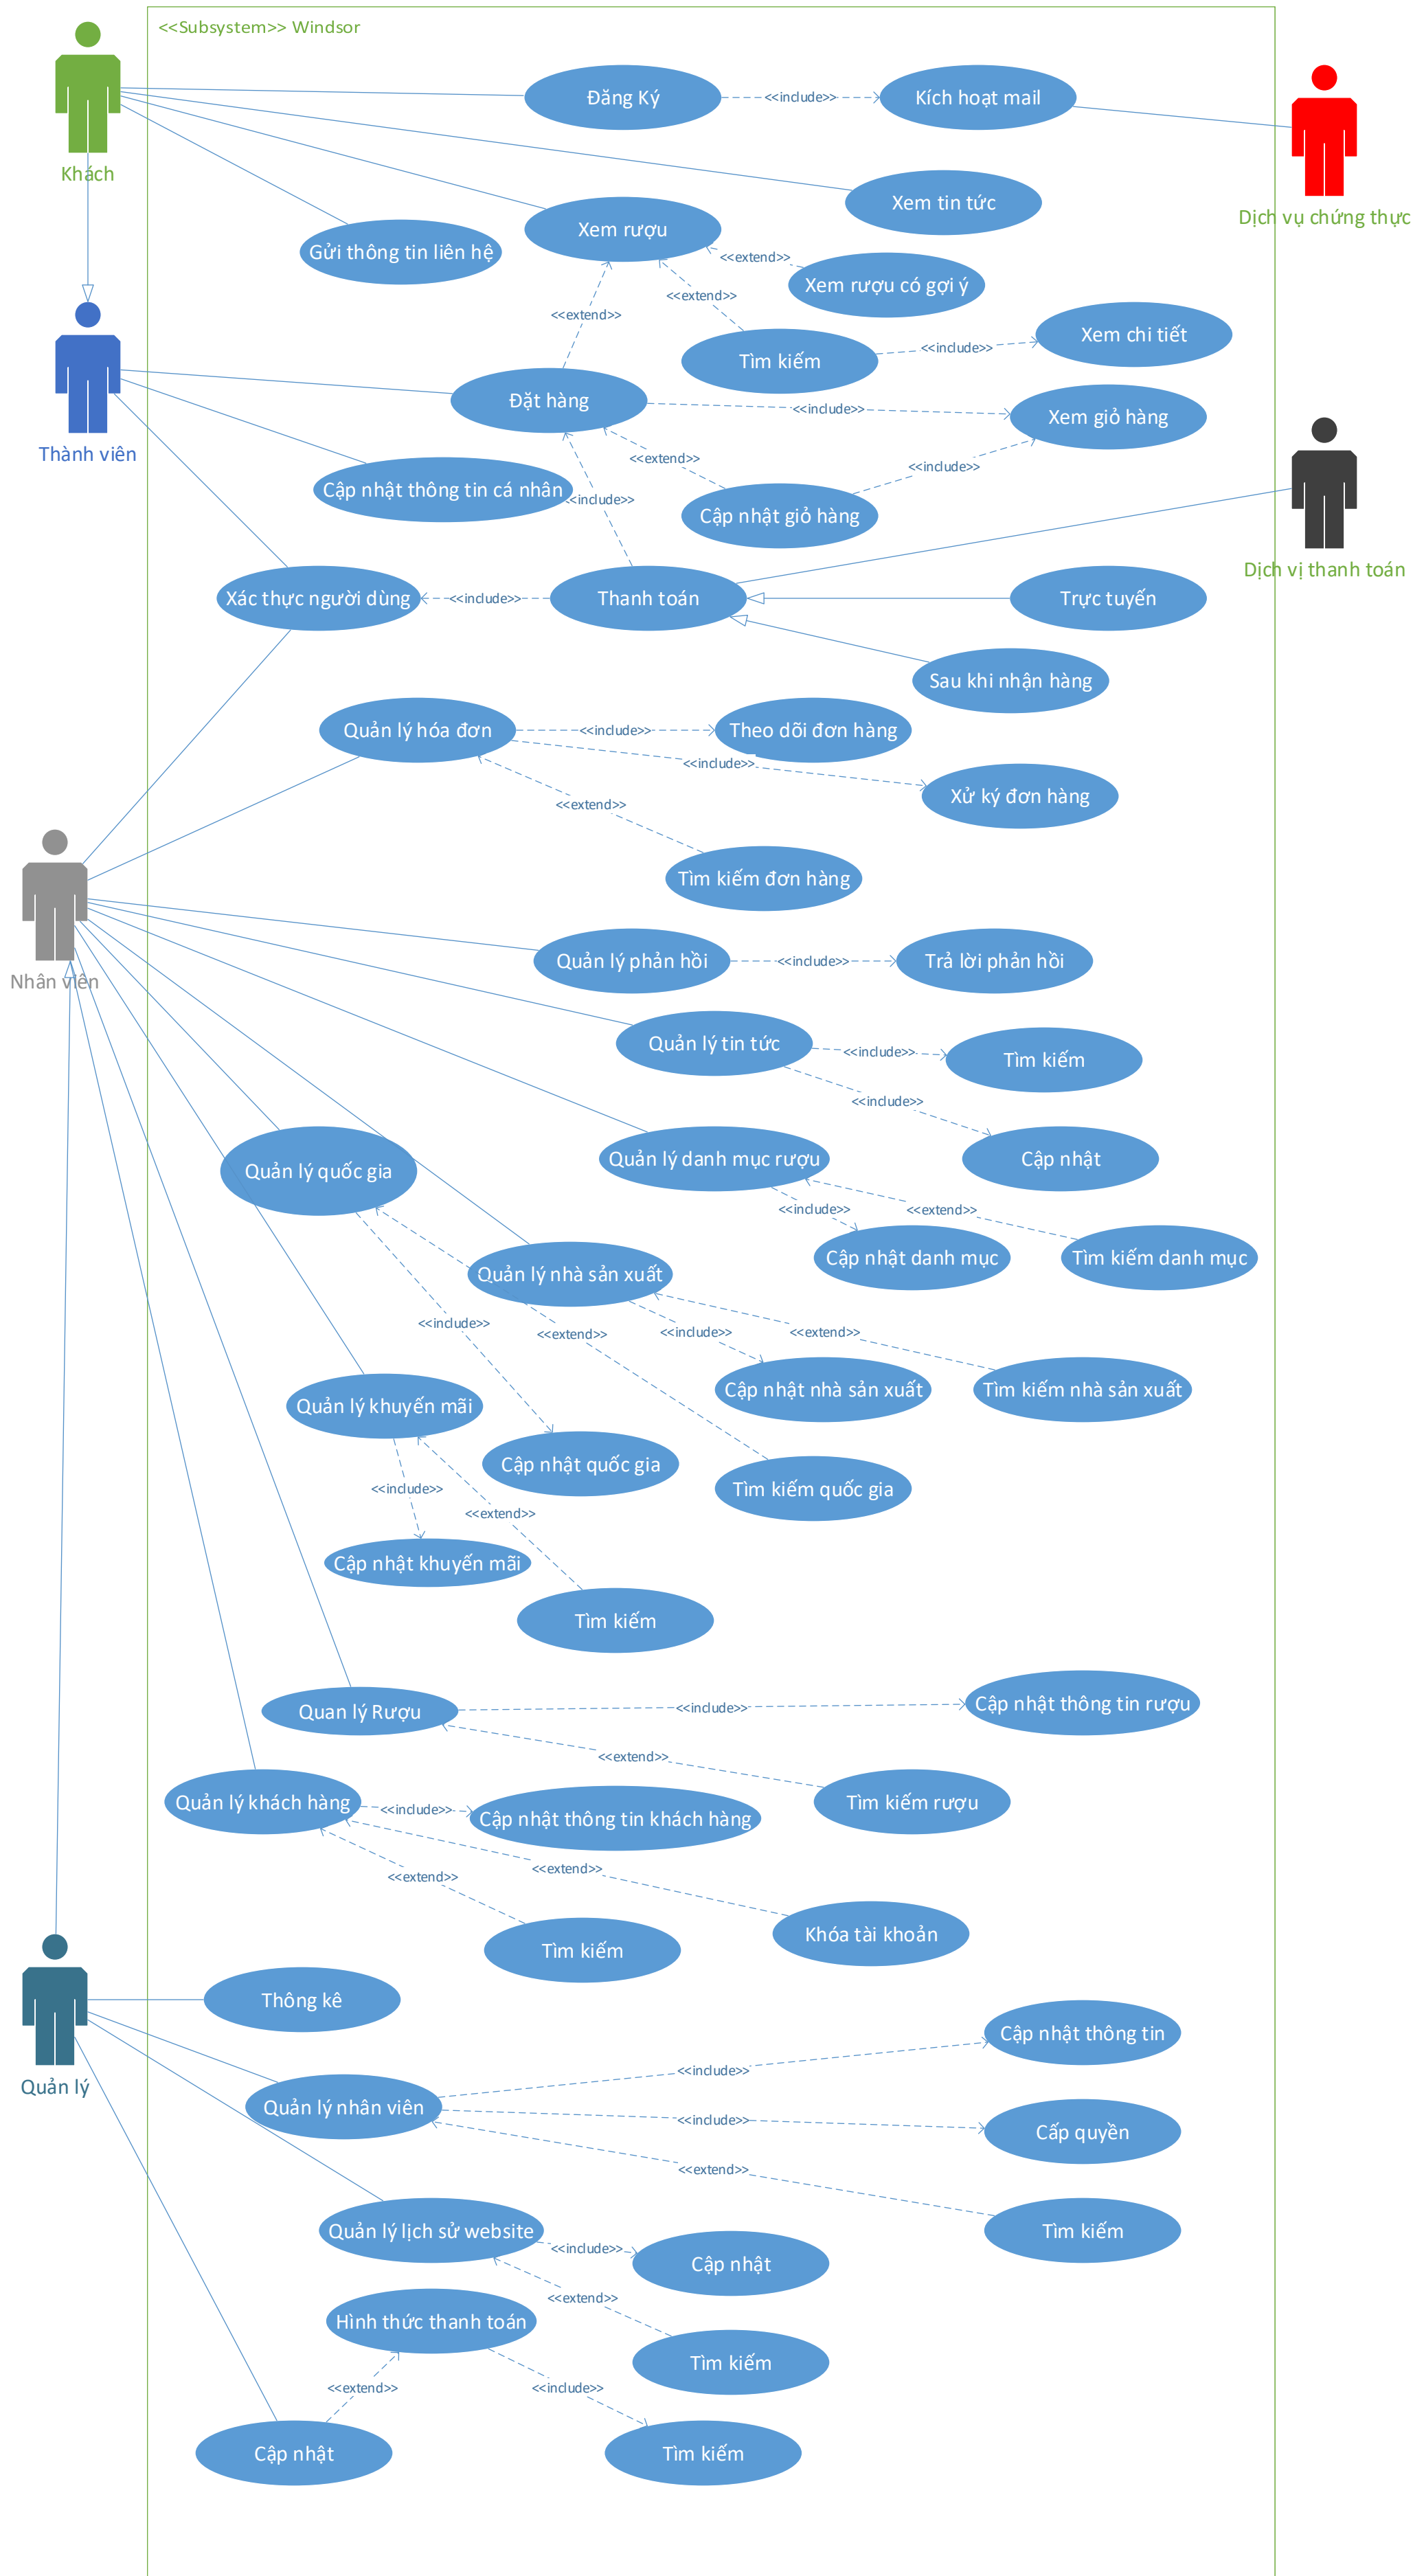 <<Subsystem>> Windsor
Khách
Đăng Ký
<<include>>
Kích hoạt mail
Dịch vụ chứng thực
Xem tin tức
Xem rượu
Gửi thông tin liên hệ
<<extend>>
Xem rượu có gợi ý
<<extend>>
<<extend>>
Xem chi tiết
<<include>>
Tìm kiếm
Thành viên
Đặt hàng
<<include>>
Xem giỏ hàng
<<extend>>
<<include>>
Dịch vị thanh toán
Cập nhật thông tin cá nhân
<<include>>
Cập nhật giỏ hàng
Xác thực người dùng
<<include>>
Thanh toán
Trực tuyến
Sau khi nhận hàng
Quản lý hóa đơn
<<include>>
Theo dõi đơn hàng
<<include>>
Xử ký đơn hàng
<<extend>>
Tìm kiếm đơn hàng
Nhân viên
Quản lý phản hồi
<<include>>
Trả lời phản hồi
Quản lý tin tức
<<include>>
Tìm kiếm
<<include>>
Cập nhật
Quản lý quốc gia
Quản lý danh mục rượu
<<include>>
<<extend>>
Cập nhật danh mục
Tìm kiếm danh mục
Quản lý nhà sản xuất
<<include>>
<<extend>>
<<include>>
<<extend>>
Cập nhật nhà sản xuất
Tìm kiếm nhà sản xuất
Quản lý khuyến mãi
Cập nhật quốc gia
Tìm kiếm quốc gia
<<include>>
<<extend>>
Cập nhật khuyến mãi
Tìm kiếm
Quan lý Rượu
<<include>>
Cập nhật thông tin rượu
<<extend>>
Tìm kiếm rượu
Quản lý khách hàng
<<include>>
Cập nhật thông tin khách hàng
<<extend>>
<<extend>>
Khóa tài khoản
Tìm kiếm
Quản lý
Thông kê
Cập nhật thông tin
<<include>>
Quản lý nhân viên
<<include>>
Cấp quyền
<<extend>>
Tìm kiếm
Quản lý lịch sử website
<<include>>
Cập nhật
<<extend>>
Hình thức thanh toán
Tìm kiếm
<<extend>>
<<include>>
Cập nhật
Tìm kiếm